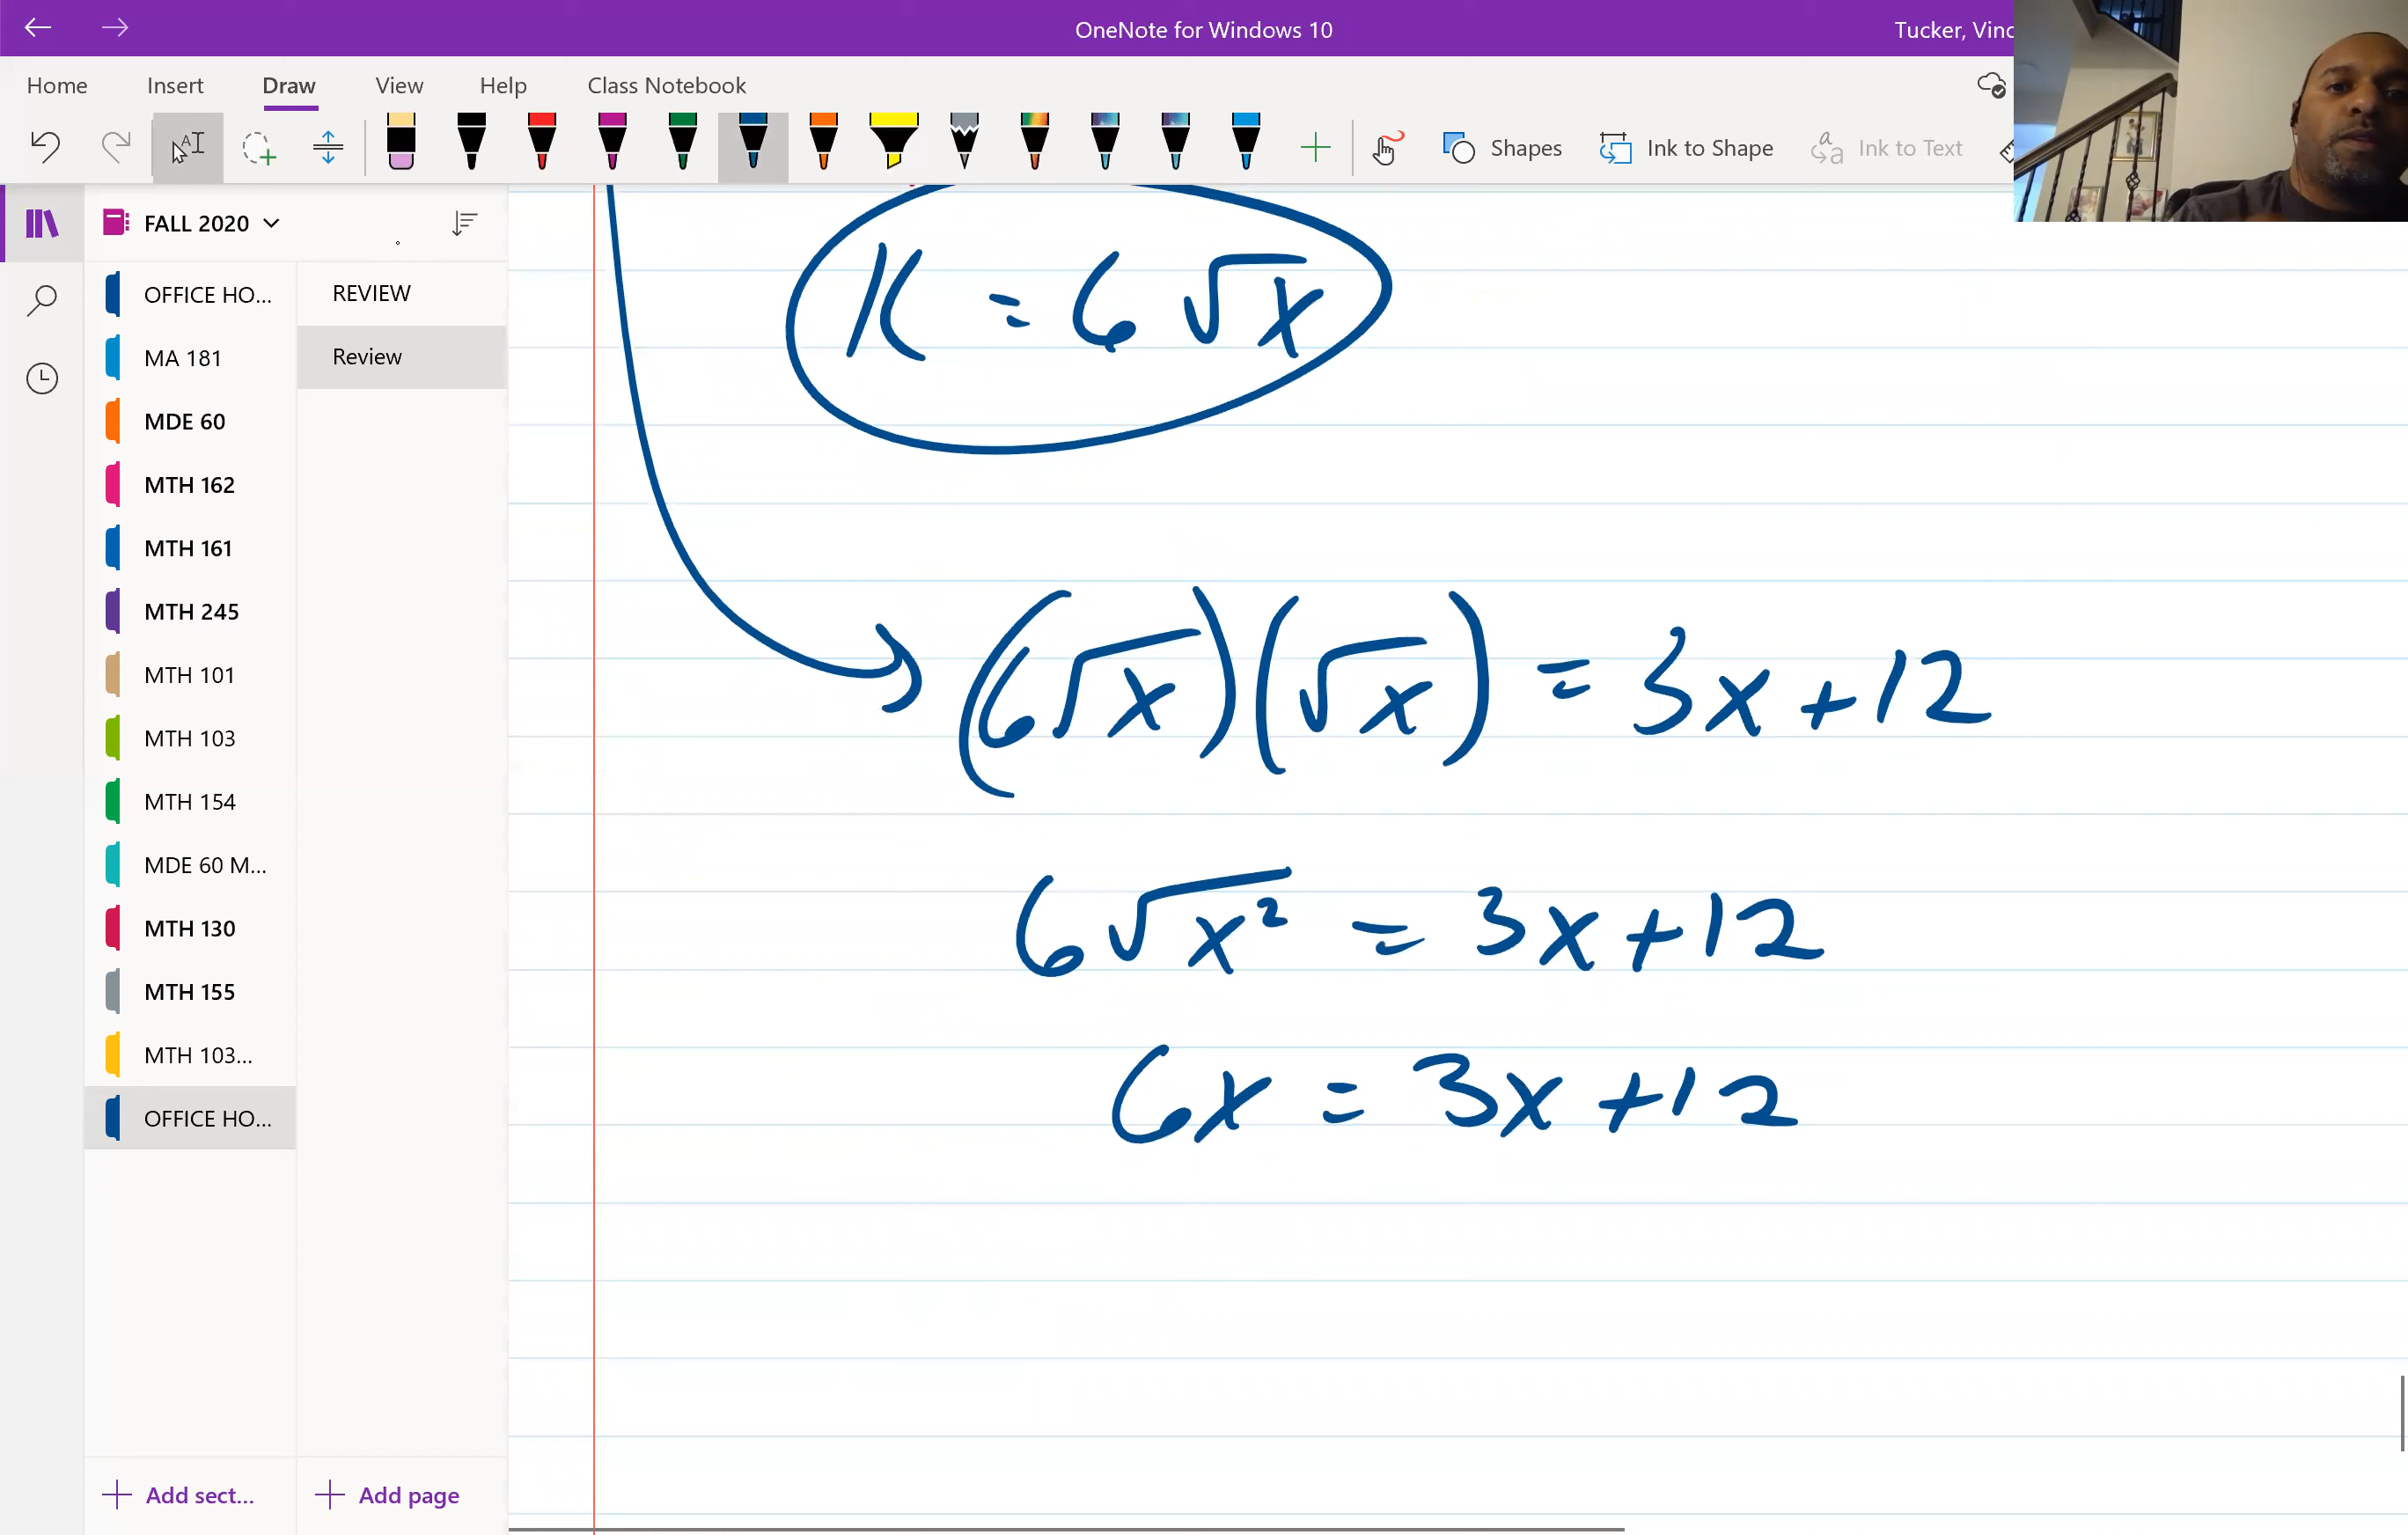 OneNote for Windows 10
Tucker, Vinc
Home Insert Draw View Help Class Notebook
Shapes Ink to Shape Ink to Text
FALL 2020
OFFICE HO...
MA 181
MDE 60
MTH 162
MTH 161
MTH 245
MTH 101
MTH 103
MTH 154
MDE 60 M...
MTH 130
MTH 155
MTH 103...
OFFICE HO...
Add sect...
REVIEW
Review
Add page
K = 6√x
(6√x)(√x) = 3x+12
6√x² = 3x+12
6x = 3x+12